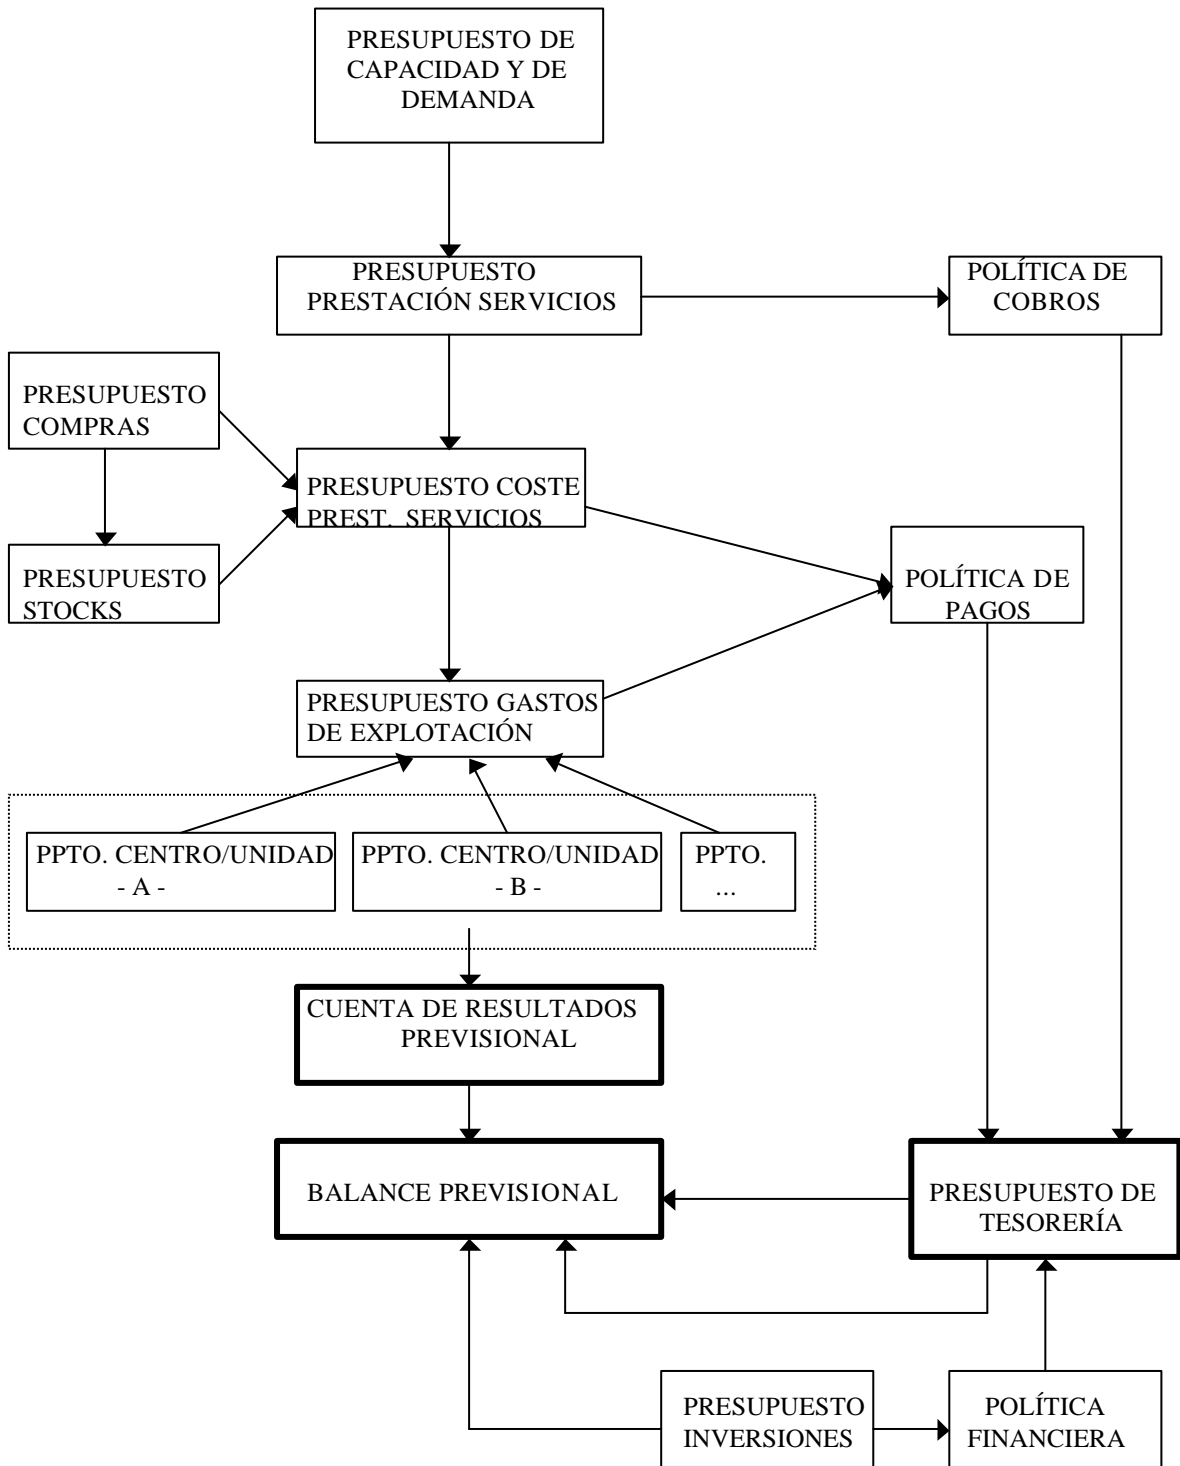 PRESUPUESTO DE
CAPACIDAD Y DE
DEMANDA
PRESUPUESTO
PRESTACIÓN SERVICIOS
POLÍTICA DE
COBROS
PRESUPUESTO
COMPRAS
PRESUPUESTO COSTE
PREST. SERVICIOS
PRESUPUESTO
STOCKS
POLÍTICA DE
PAGOS
PRESUPUESTO GASTOS
DE EXPLOTACIÓN
PPTO. CENTRO/UNIDAD
- A -
PPTO. CENTRO/UNIDAD
- B -
PPTO.
...
CUENTA DE RESULTADOS
PREVISIONAL
BALANCE PREVISIONAL
PRESUPUESTO DE
TESORERÍA
PRESUPUESTO
INVERSIONES
POLÍTICA
FINANCIERA